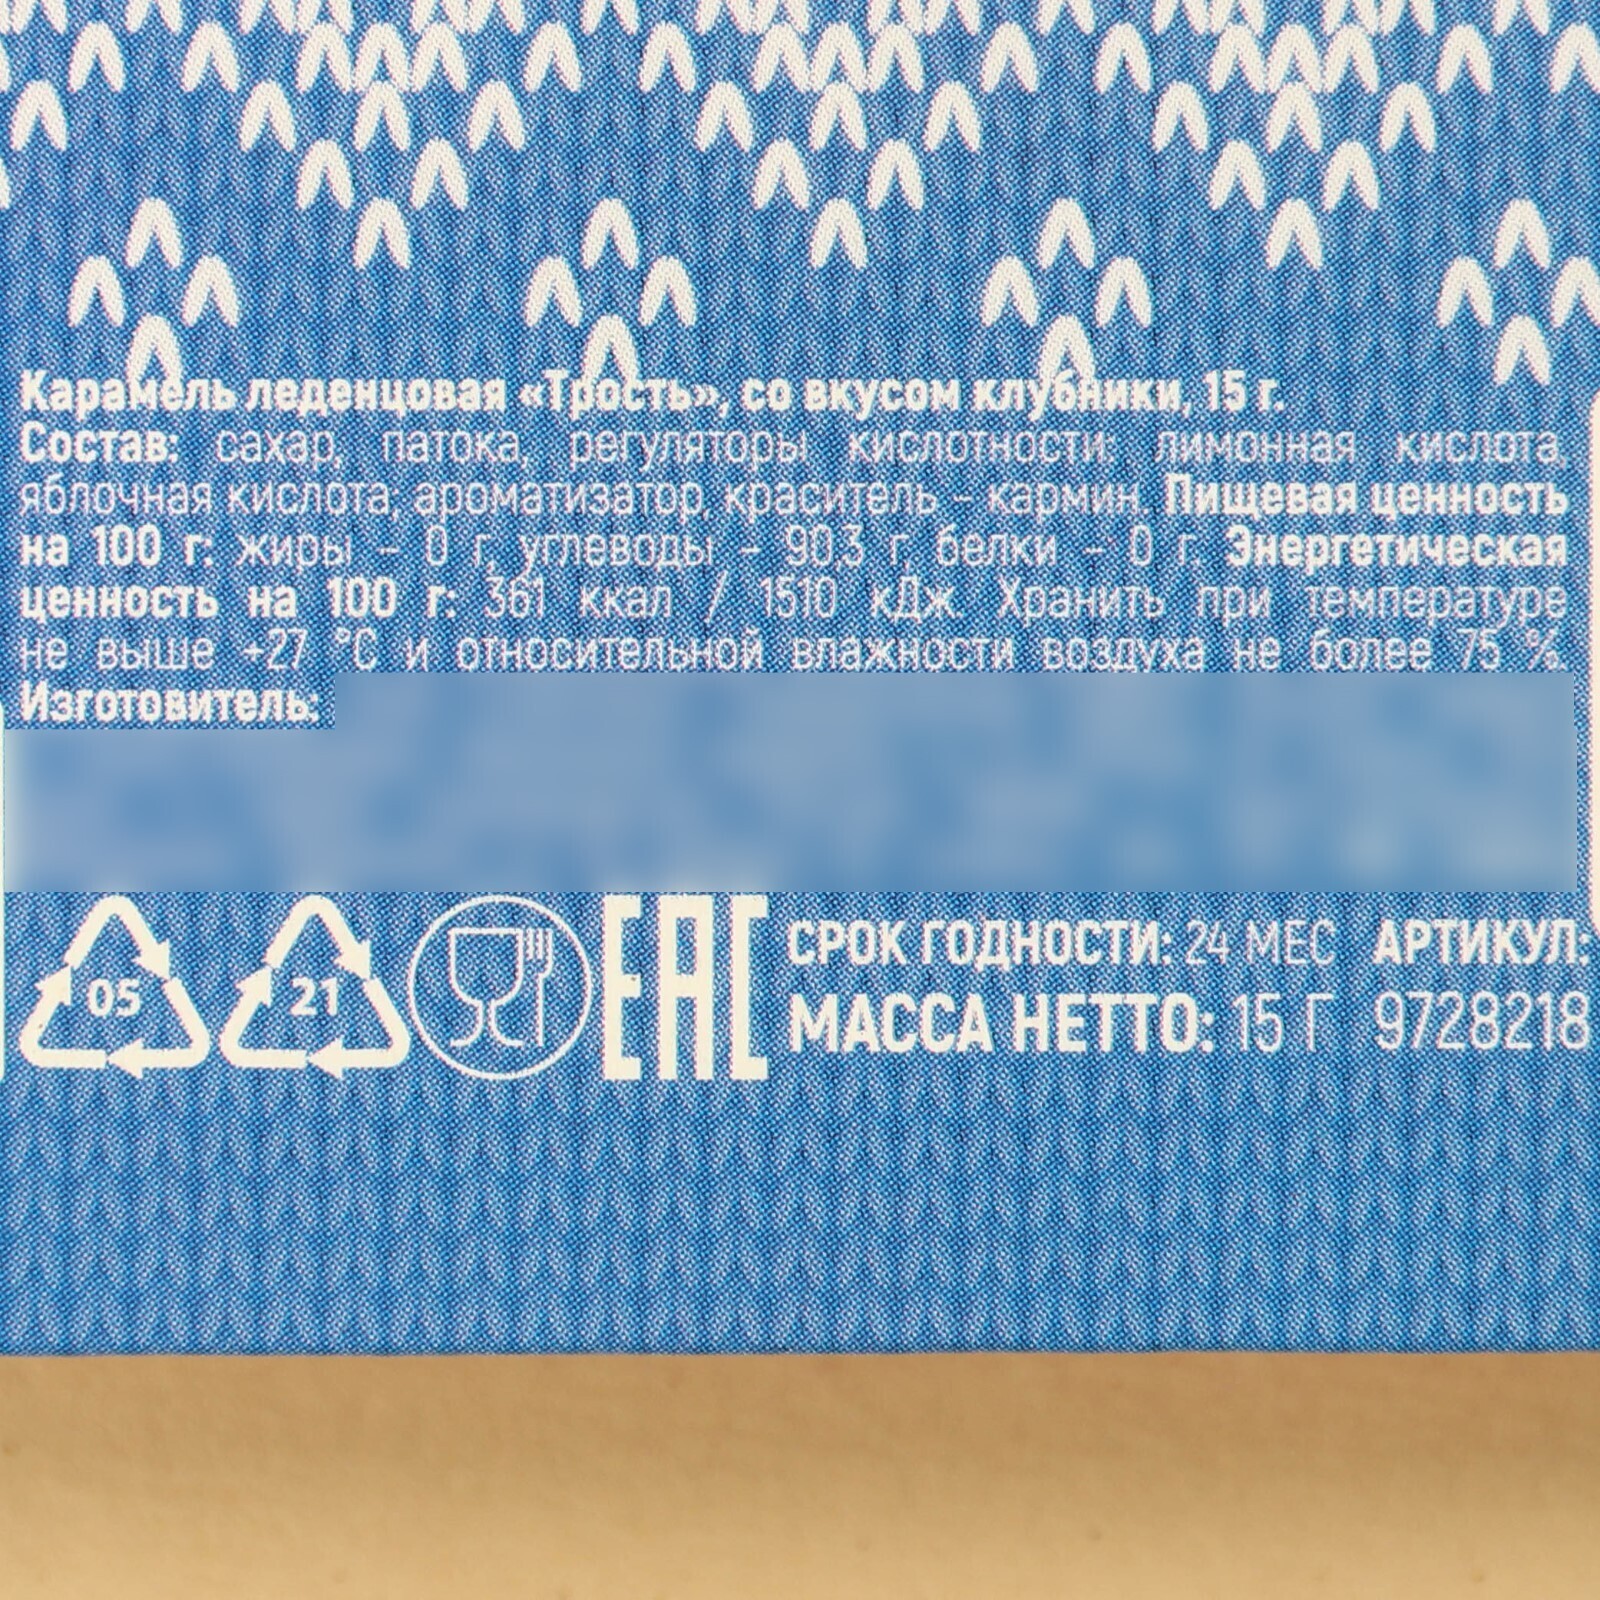 Карамель леденцовая «Трость», со вкусом клубники, 15 г.
Состав: сахар, патока, регуляторы кислотности: лимонная кислота,
яблочная кислота; ароматизатор, краситель – кармин. Пищевая ценность
на 100 г: жиры – 0 г, углеводы – 90,3 г, белки – 0 г. Энергетическая
ценность на 100 г: 361 ккал / 1510 кДж. Хранить при температуре
не выше +27 °С и относительной влажности воздуха не более 75 %.
Изготовитель:
05 21 ЕАС СРОК ГОДНОСТИ: 24 МЕС АРТИКУЛ:
МАССА НЕТТО: 15 Г 9728218